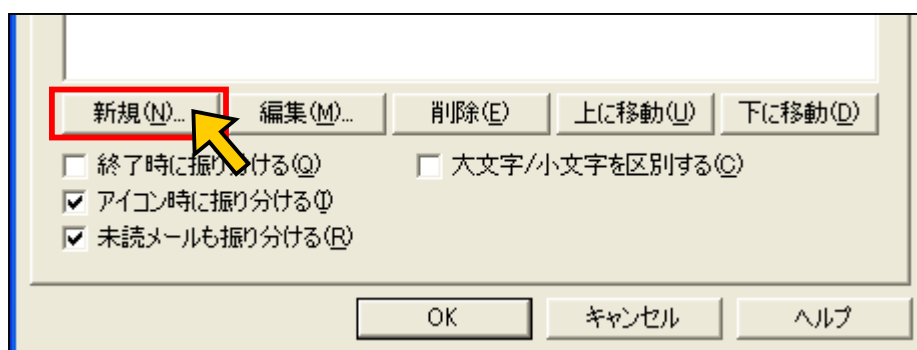 新規(N)... 編集(M)... 削除(E) 上に移動(U) 下に移動(D)
終了時に振り分ける(Q) 大文字/小文字を区別する(C)
アイコン時に振り分ける(I)
未読メールも振り分ける(R)
OK キャンセル ヘルプ